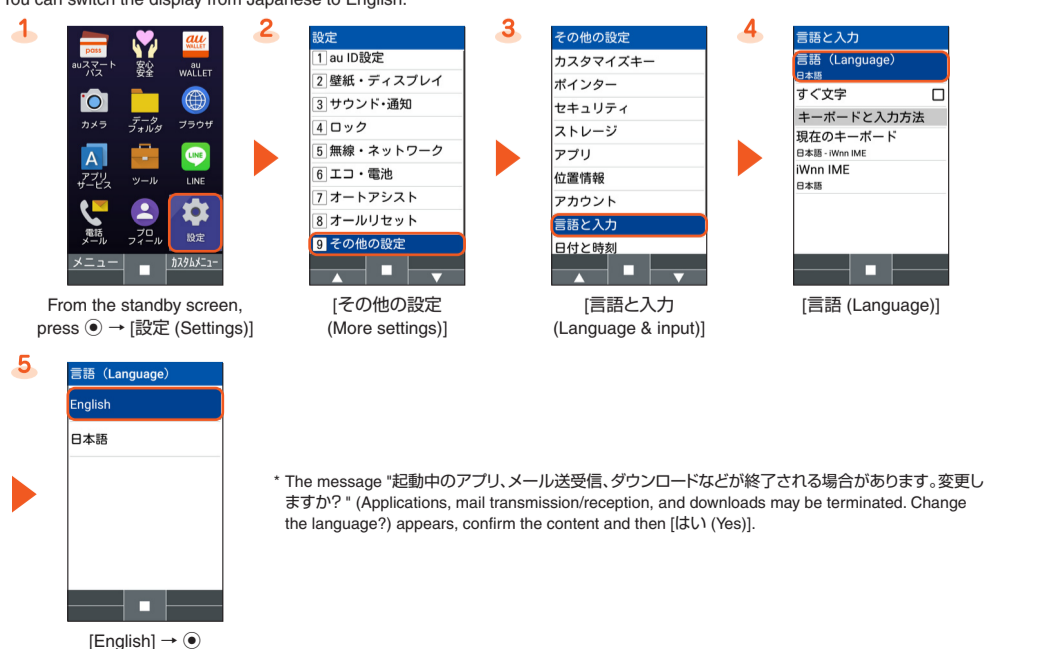 You can switch the display from Japanese to English.
1
pass
auスマート
パス
安心
安全
au
WALLET
au
WALLET
カメラ
データ
フォルダ
ブラウザ
A
アプリ
サービス
ツール
LINE
LINE
電話
メール
プロ
フィール
設定
メニュー
カスタムメニュー
From the standby screen,
press ⦿ → [設定 (Settings)]
2
設定
1 au ID設定
2 壁紙・ディスプレイ
3 サウンド・通知
4 ロック
5 無線・ネットワーク
6 エコ・電池
7 オートアシスト
8 オールリセット
9 その他の設定
[その他の設定
(More settings)]
3
その他の設定
カスタマイズキー
ポインター
セキュリティ
ストレージ
アプリ
位置情報
アカウント
言語と入力
日付と時刻
[言語と入力
(Language & input)]
4
言語と入力
言語（Language）
日本語
すぐ文字
キーボードと入力方法
現在のキーボード
日本語 - iWnn IME
iWnn IME
日本語
[言語 (Language)]
5
言語（Language）
English
日本語
[English] → ⦿
* The message "起動中のアプリ、メール送受信、ダウンロードなどが終了される場合があります。変更し
ますか？" (Applications, mail transmission/reception, and downloads may be terminated. Change
the language?) appears, confirm the content and then [はい (Yes)].